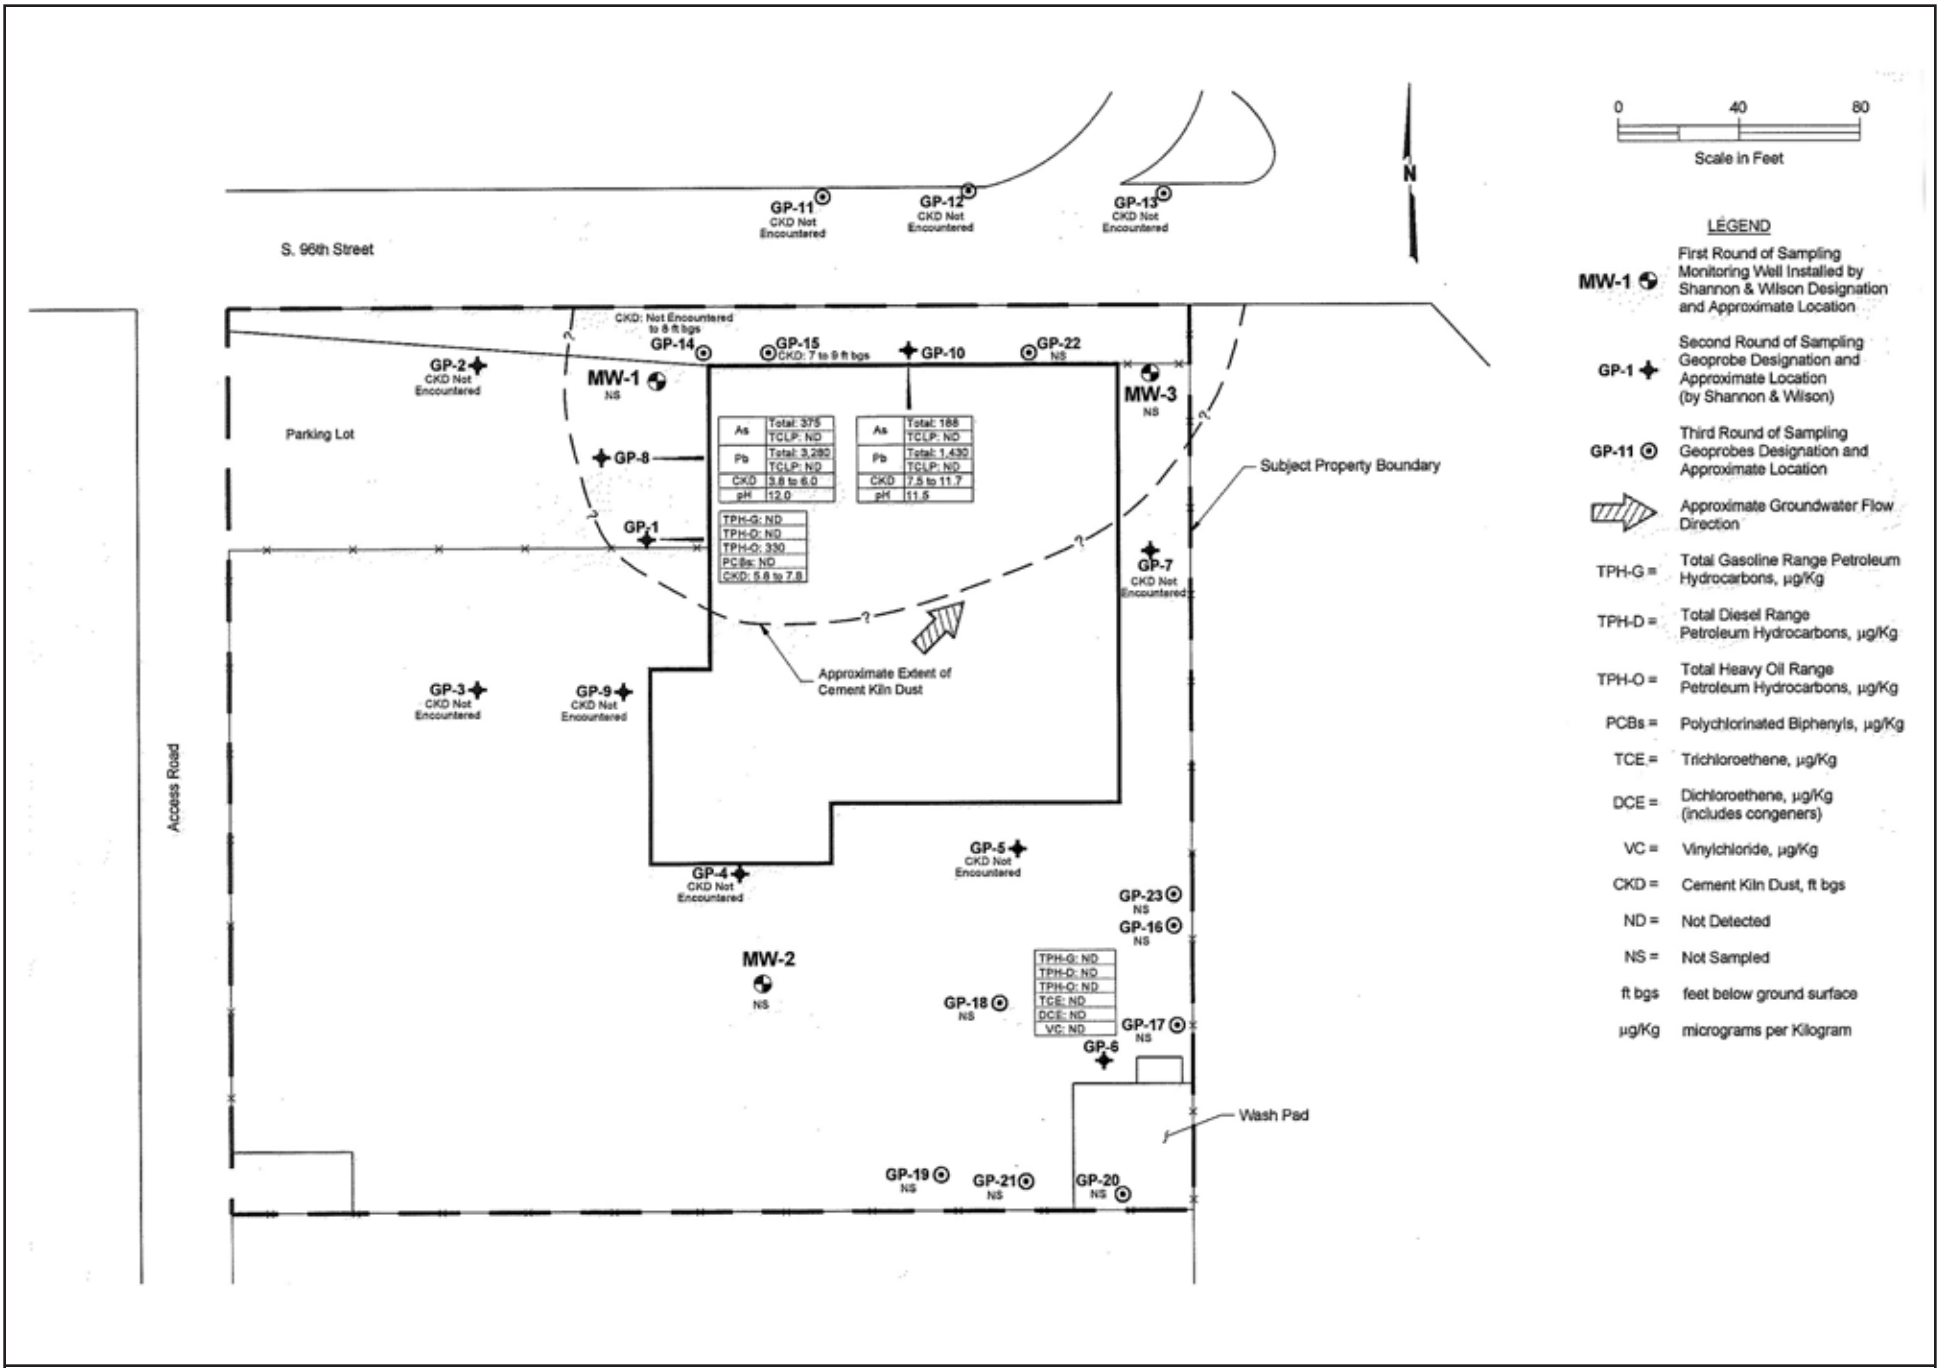 0 40 80
Scale in Feet
N
GP-11
CKD Not
Encountered
GP-12
CKD Not
Encountered
GP-13
CKD Not
Encountered
S. 96th Street
CKD: Not Encountered
to 8 ft bgs
GP-14
GP-15
CKD: 7 to 9 ft bgs
GP-10
GP-22
NS
GP-2
CKD Not
Encountered
MW-1
NS
MW-3
NS
Parking Lot
GP-8
As Total: 375
TCLP: ND
Pb Total: 3,280
TCLP: ND
CKD 3.8 to 6.0
pH 12.0
As Total: 188
TCLP: ND
Pb Total: 1,430
TCLP: ND
CKD 7.5 to 11.7
pH 11.5
Subject Property Boundary
GP-1
TPH-G: ND
TPH-D: ND
TPH-O: 330
PCBs: ND
CKD: 5.8 to 7.8
? ? ? ? ?
GP-7
CKD Not
Encountered
Approximate Extent of
Cement Kiln Dust
GP-3
CKD Not
Encountered
GP-9
CKD Not
Encountered
Access Road
GP-4
CKD Not
Encountered
GP-5
CKD Not
Encountered
GP-23
NS
GP-16
NS
MW-2
NS
GP-18
NS
TPH-G: ND
TPH-D: ND
TPH-O: ND
TCE: ND
DCE: ND
VC: ND
GP-17
NS
GP-6
Wash Pad
GP-19
NS
GP-21
NS
GP-20
NS
LEGEND
MW-1 First Round of Sampling
Monitoring Well Installed by
Shannon & Wilson Designation
and Approximate Location
GP-1 Second Round of Sampling
Geoprobe Designation and
Approximate Location
(by Shannon & Wilson)
GP-11 Third Round of Sampling
Geoprobes Designation and
Approximate Location
Approximate Groundwater Flow
Direction
TPH-G = Total Gasoline Range Petroleum
Hydrocarbons, µg/Kg
TPH-D = Total Diesel Range
Petroleum Hydrocarbons, µg/Kg
TPH-O = Total Heavy Oil Range
Petroleum Hydrocarbons, µg/Kg
PCBs = Polychlorinated Biphenyls, µg/Kg
TCE = Trichloroethene, µg/Kg
DCE = Dichloroethene, µg/Kg
(includes congeners)
VC = Vinylchloride, µg/Kg
CKD = Cement Kiln Dust, ft bgs
ND = Not Detected
NS = Not Sampled
ft bgs feet below ground surface
µg/Kg micrograms per Kilogram